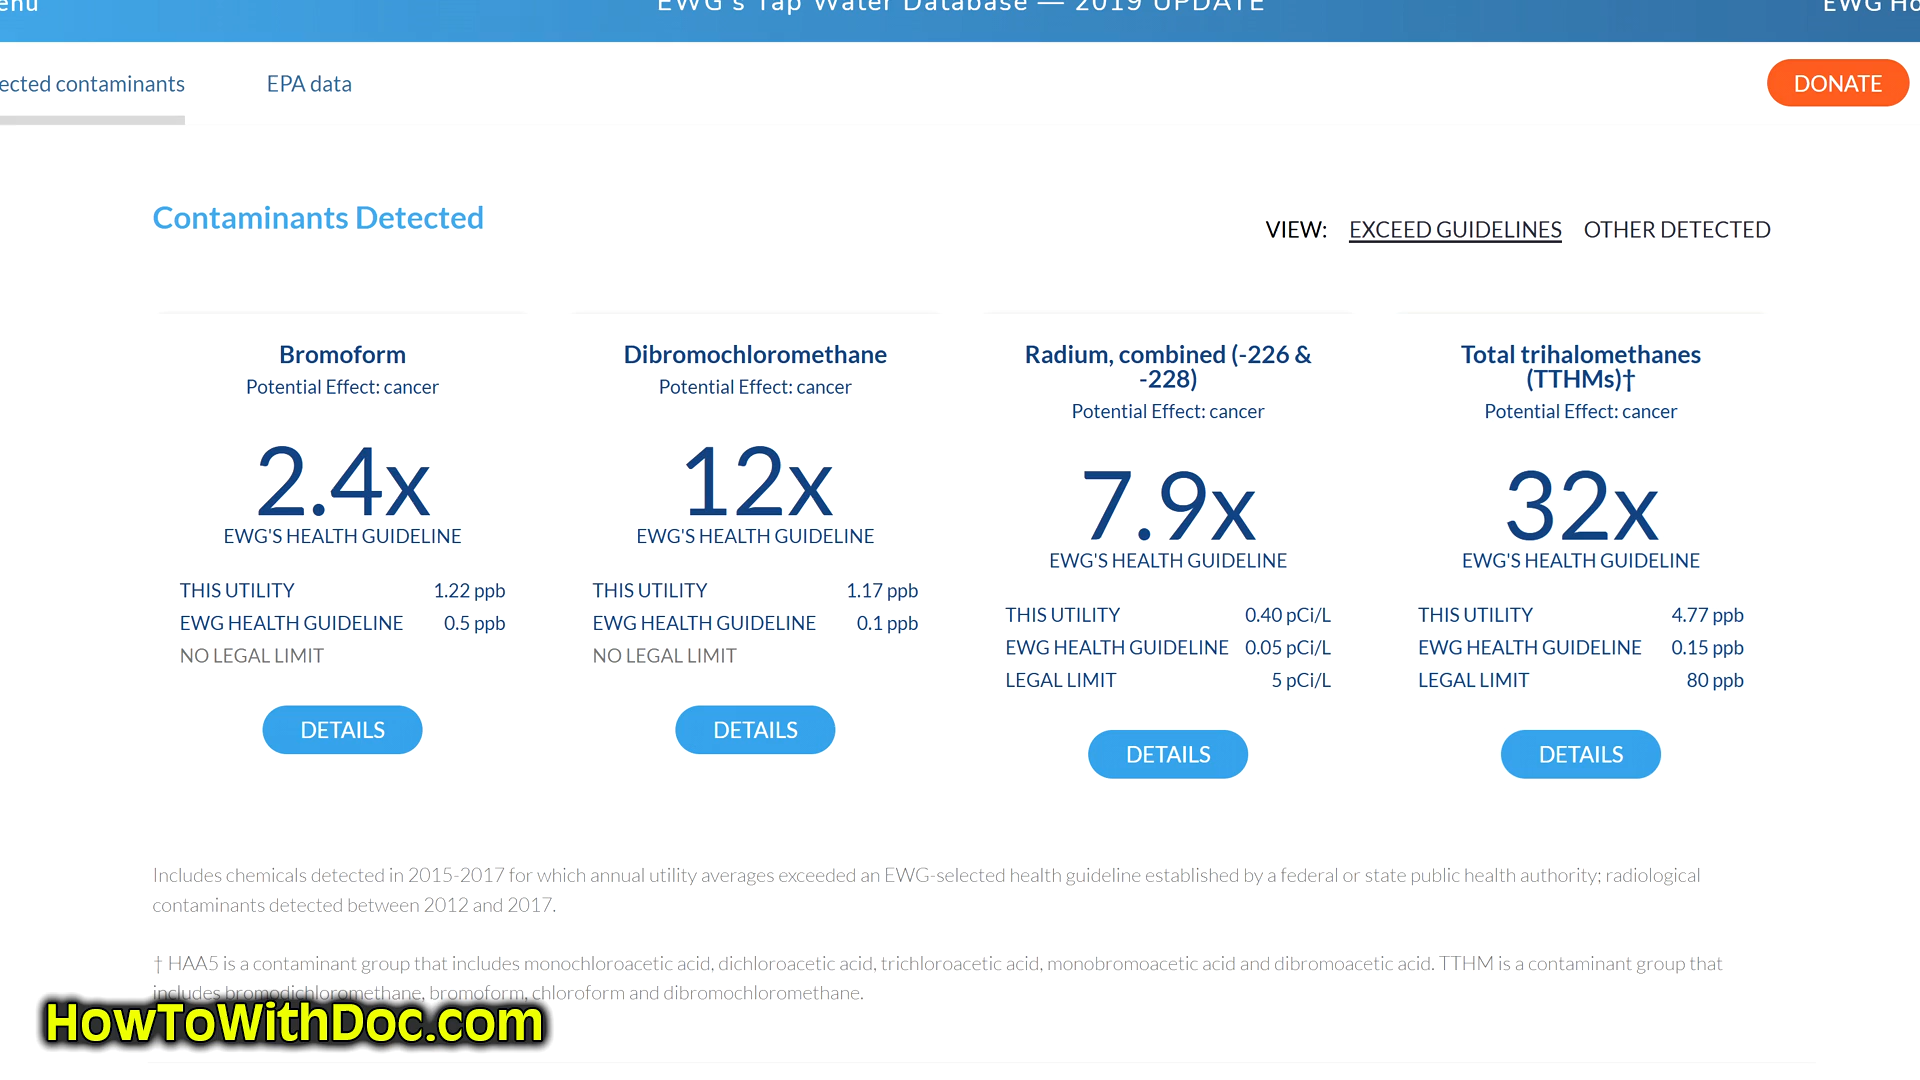 enu
EWG's Tap Water Database — 2019 UPDATE
EWG Ho
ected contaminants
EPA data
DONATE
Contaminants Detected
VIEW: EXCEED GUIDELINES OTHER DETECTED
Bromoform
Potential Effect: cancer
2.4x
EWG'S HEALTH GUIDELINE
THIS UTILITY 1.22 ppb
EWG HEALTH GUIDELINE 0.5 ppb
NO LEGAL LIMIT
DETAILS
Dibromochloromethane
Potential Effect: cancer
12x
EWG'S HEALTH GUIDELINE
THIS UTILITY 1.17 ppb
EWG HEALTH GUIDELINE 0.1 ppb
NO LEGAL LIMIT
DETAILS
Radium, combined (-226 &
-228)
Potential Effect: cancer
7.9x
EWG'S HEALTH GUIDELINE
THIS UTILITY 0.40 pCi/L
EWG HEALTH GUIDELINE 0.05 pCi/L
LEGAL LIMIT 5 pCi/L
DETAILS
Total trihalomethanes
(TTHMs)†
Potential Effect: cancer
32x
EWG'S HEALTH GUIDELINE
THIS UTILITY 4.77 ppb
EWG HEALTH GUIDELINE 0.15 ppb
LEGAL LIMIT 80 ppb
DETAILS
Includes chemicals detected in 2015-2017 for which annual utility averages exceeded an EWG-selected health guideline established by a federal or state public health authority; radiological
contaminants detected between 2012 and 2017.
† HAA5 is a contaminant group that includes monochloroacetic acid, dichloroacetic acid, trichloroacetic acid, monobromoacetic acid and dibromoacetic acid. TTHM is a contaminant group that
includes bromodichloromethane, bromoform, chloroform and dibromochloromethane.
HowToWithDoc.com